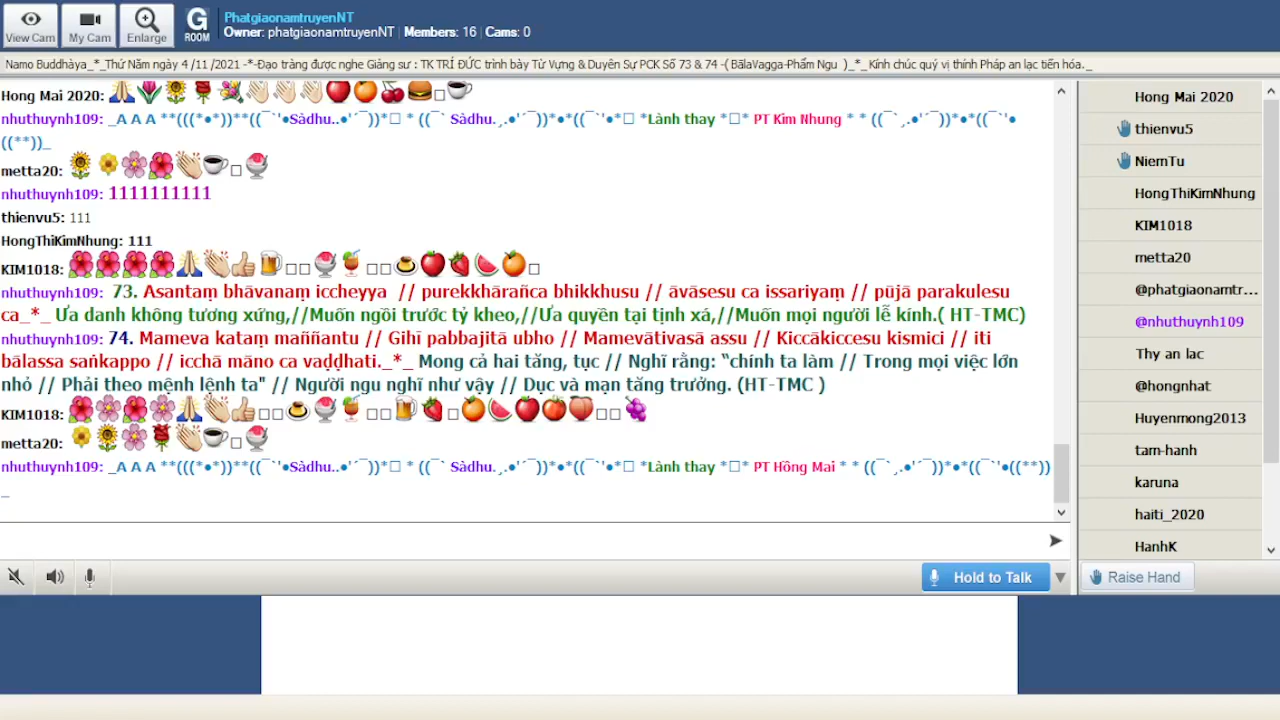 View Cam
My Cam
Enlarge
G
ROOM
PhatgiaonamtruyenNT
Owner: phatgiaonamtruyenNT | Members: 16 | Cams: 0
Namo Buddhàya_*_Thứ Năm ngày 4 /11 /2021 -*-Đạo tràng được nghe Giảng sư : TK TRÍ ĐỨC trình bày Từ Vựng & Duyên Sự PCK Số 73 & 74 -( BãlaVagga-Phẩm Ngu )_*_ Kính chúc quý vị thính Pháp an lạc tiến hóa._
Hong Mai 2020: 🙏🌷🌻🌹💐👏🏻👏🏻👏🏻🍎🍊🍒🍔□☕
nhuthuynh109: _A A A **(((*•*))**((¯`'•Sàdhu..•'´¯))*□ * ((¯` Sàdhu.¸.•'´¯))*•*((¯`'•*□ *Lành thay *□* PT Kim Nhung * * ((¯`¸.•'´¯))*•*((¯`'•
((**))_
metta20: 🌻🌼🌸🌺👏🏼☕□🍨
nhuthuynh109: 1111111111
thienvu5: 111
HongThiKimNhung: 111
KIM1018: 🌺🌺🌺🌺🙏👏🏼👍🏼🍺□□🍨🍹□□🍮🍎🍓🍉🍊□
nhuthuynh109: 73. Asantaṃ bhāvanaṃ iccheyya // purekkhārañca bhikkhusu // āvāsesu ca issariyaṃ // pūjā parakulesu
ca_*_ Ưa danh không tương xứng,//Muốn ngồi trước tỷ kheo,//Ưa quyền tại tịnh xá,//Muốn mọi người lễ kính.( HT-TMC)
nhuthuynh109: 74. Mameva kataṃ maññantu // Gihī pabbajitā ubho // Mamevātivasā assu // Kiccākiccesu kismici // iti
bālassa saṅkappo // icchā māno ca vaḍḍhati._*_ Mong cả hai tăng, tục // Nghĩ rằng: “chính ta làm // Trong mọi việc lớn
nhỏ // Phải theo mệnh lệnh ta" // Người ngu nghĩ như vậy // Dục và mạn tăng trưởng. (HT-TMC )
KIM1018: 🌺🌸🌺🌸🙏👏🏼👍🏼□□🍮🍨🍹□□🍺🍓□🍊🍉🍎🍅🍑□□🍇
metta20: 🌼🌻🌸🌹👏🏼☕□🍨
nhuthuynh109: _A A A **(((*•*))**((¯`'•Sàdhu..•'´¯))*□ * ((¯` Sàdhu.¸.•'´¯))*•*((¯`'•*□ *Lành thay *□* PT Hồng Mai * * ((¯`¸.•'´¯))*•*((¯`'•((**))
_
Hold to Talk
Hong Mai 2020
thienvu5
NiemTu
HongThiKimNhung
KIM1018
metta20
@phatgiaonamtr...
@nhuthuynh109
Thy an lac
@hongnhat
Huyenmong2013
tam-hanh
karuna
haiti_2020
HanhK
Raise Hand